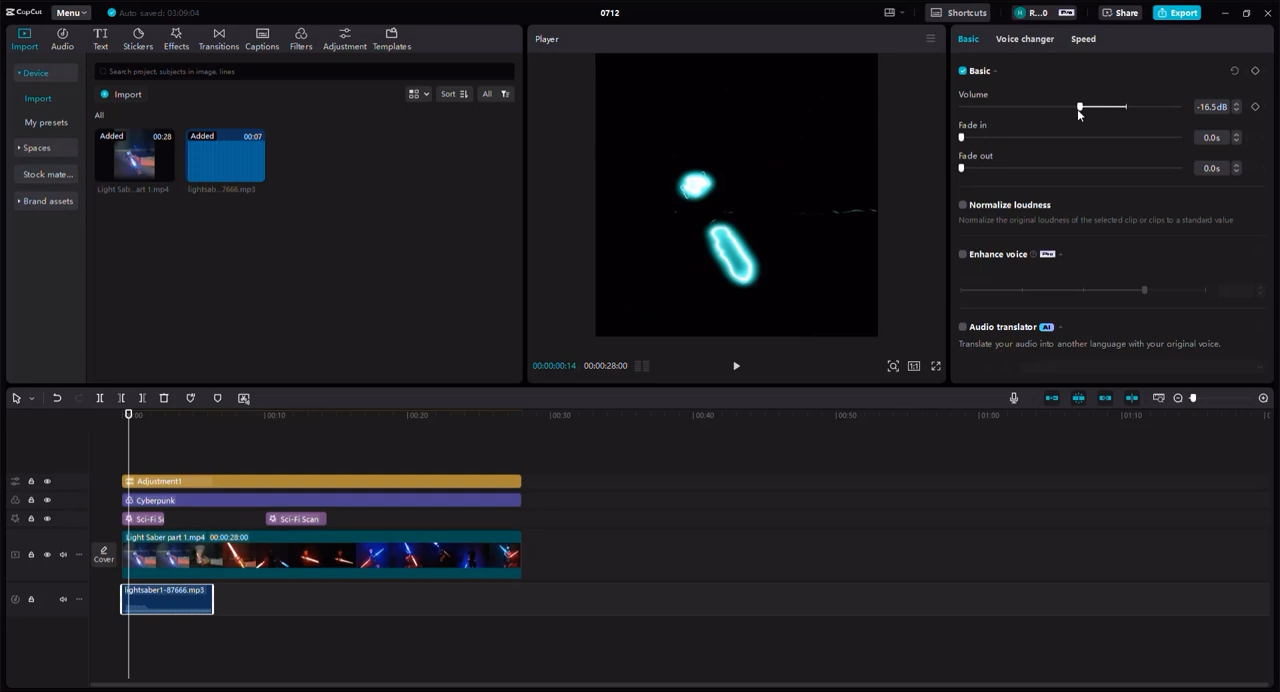 CapCut Menu Auto saved: 03:09:04 0712 Shortcuts R...0 Pro Share Export
Import Audio Text Stickers Effects Transitions Captions Filters Adjustment Templates
Device
Import
My presets
Spaces
Stock mate...
Brand assets
Search project, subjects in image, lines
Import Sort All
All
Added 00:28 Added 00:07
Light Sab...art 1.mp4 lightsab...7666.mp3
Player
00:00:00:14 00:00:28:00
Basic Voice changer Speed
Basic
Volume
-16.5dB
Fade in
0.0s
Fade out
0.0s
Normalize loudness
Normalize the original loudness of the selected clip or clips to a standard value
Enhance voice Pro
Audio translator AI
Translate your audio into another language with your original voice.
00:10 00:20 00:30 00:40 00:50 01:00 01:10
Adjustment1
Cyberpunk
Sci-Fi Sc Sci-Fi Scan
Light Saber part 1.mp4 00:00:28:00
Cover
lightsaber1-87666.mp3